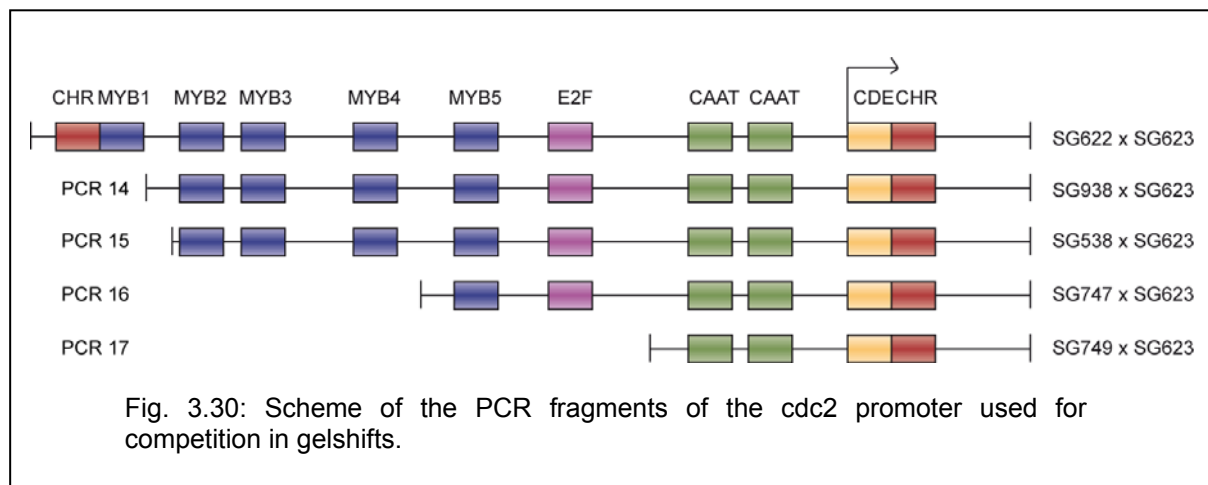 CHR MYB1 MYB2 MYB3 MYB4 MYB5 E2F CAAT CAAT CDE CHR
SG622 x SG623
PCR 14 SG938 x SG623
PCR 15 SG538 x SG623
PCR 16 SG747 x SG623
PCR 17 SG749 x SG623
Fig. 3.30: Scheme of the PCR fragments of the cdc2 promoter used for
competition in gelshifts.